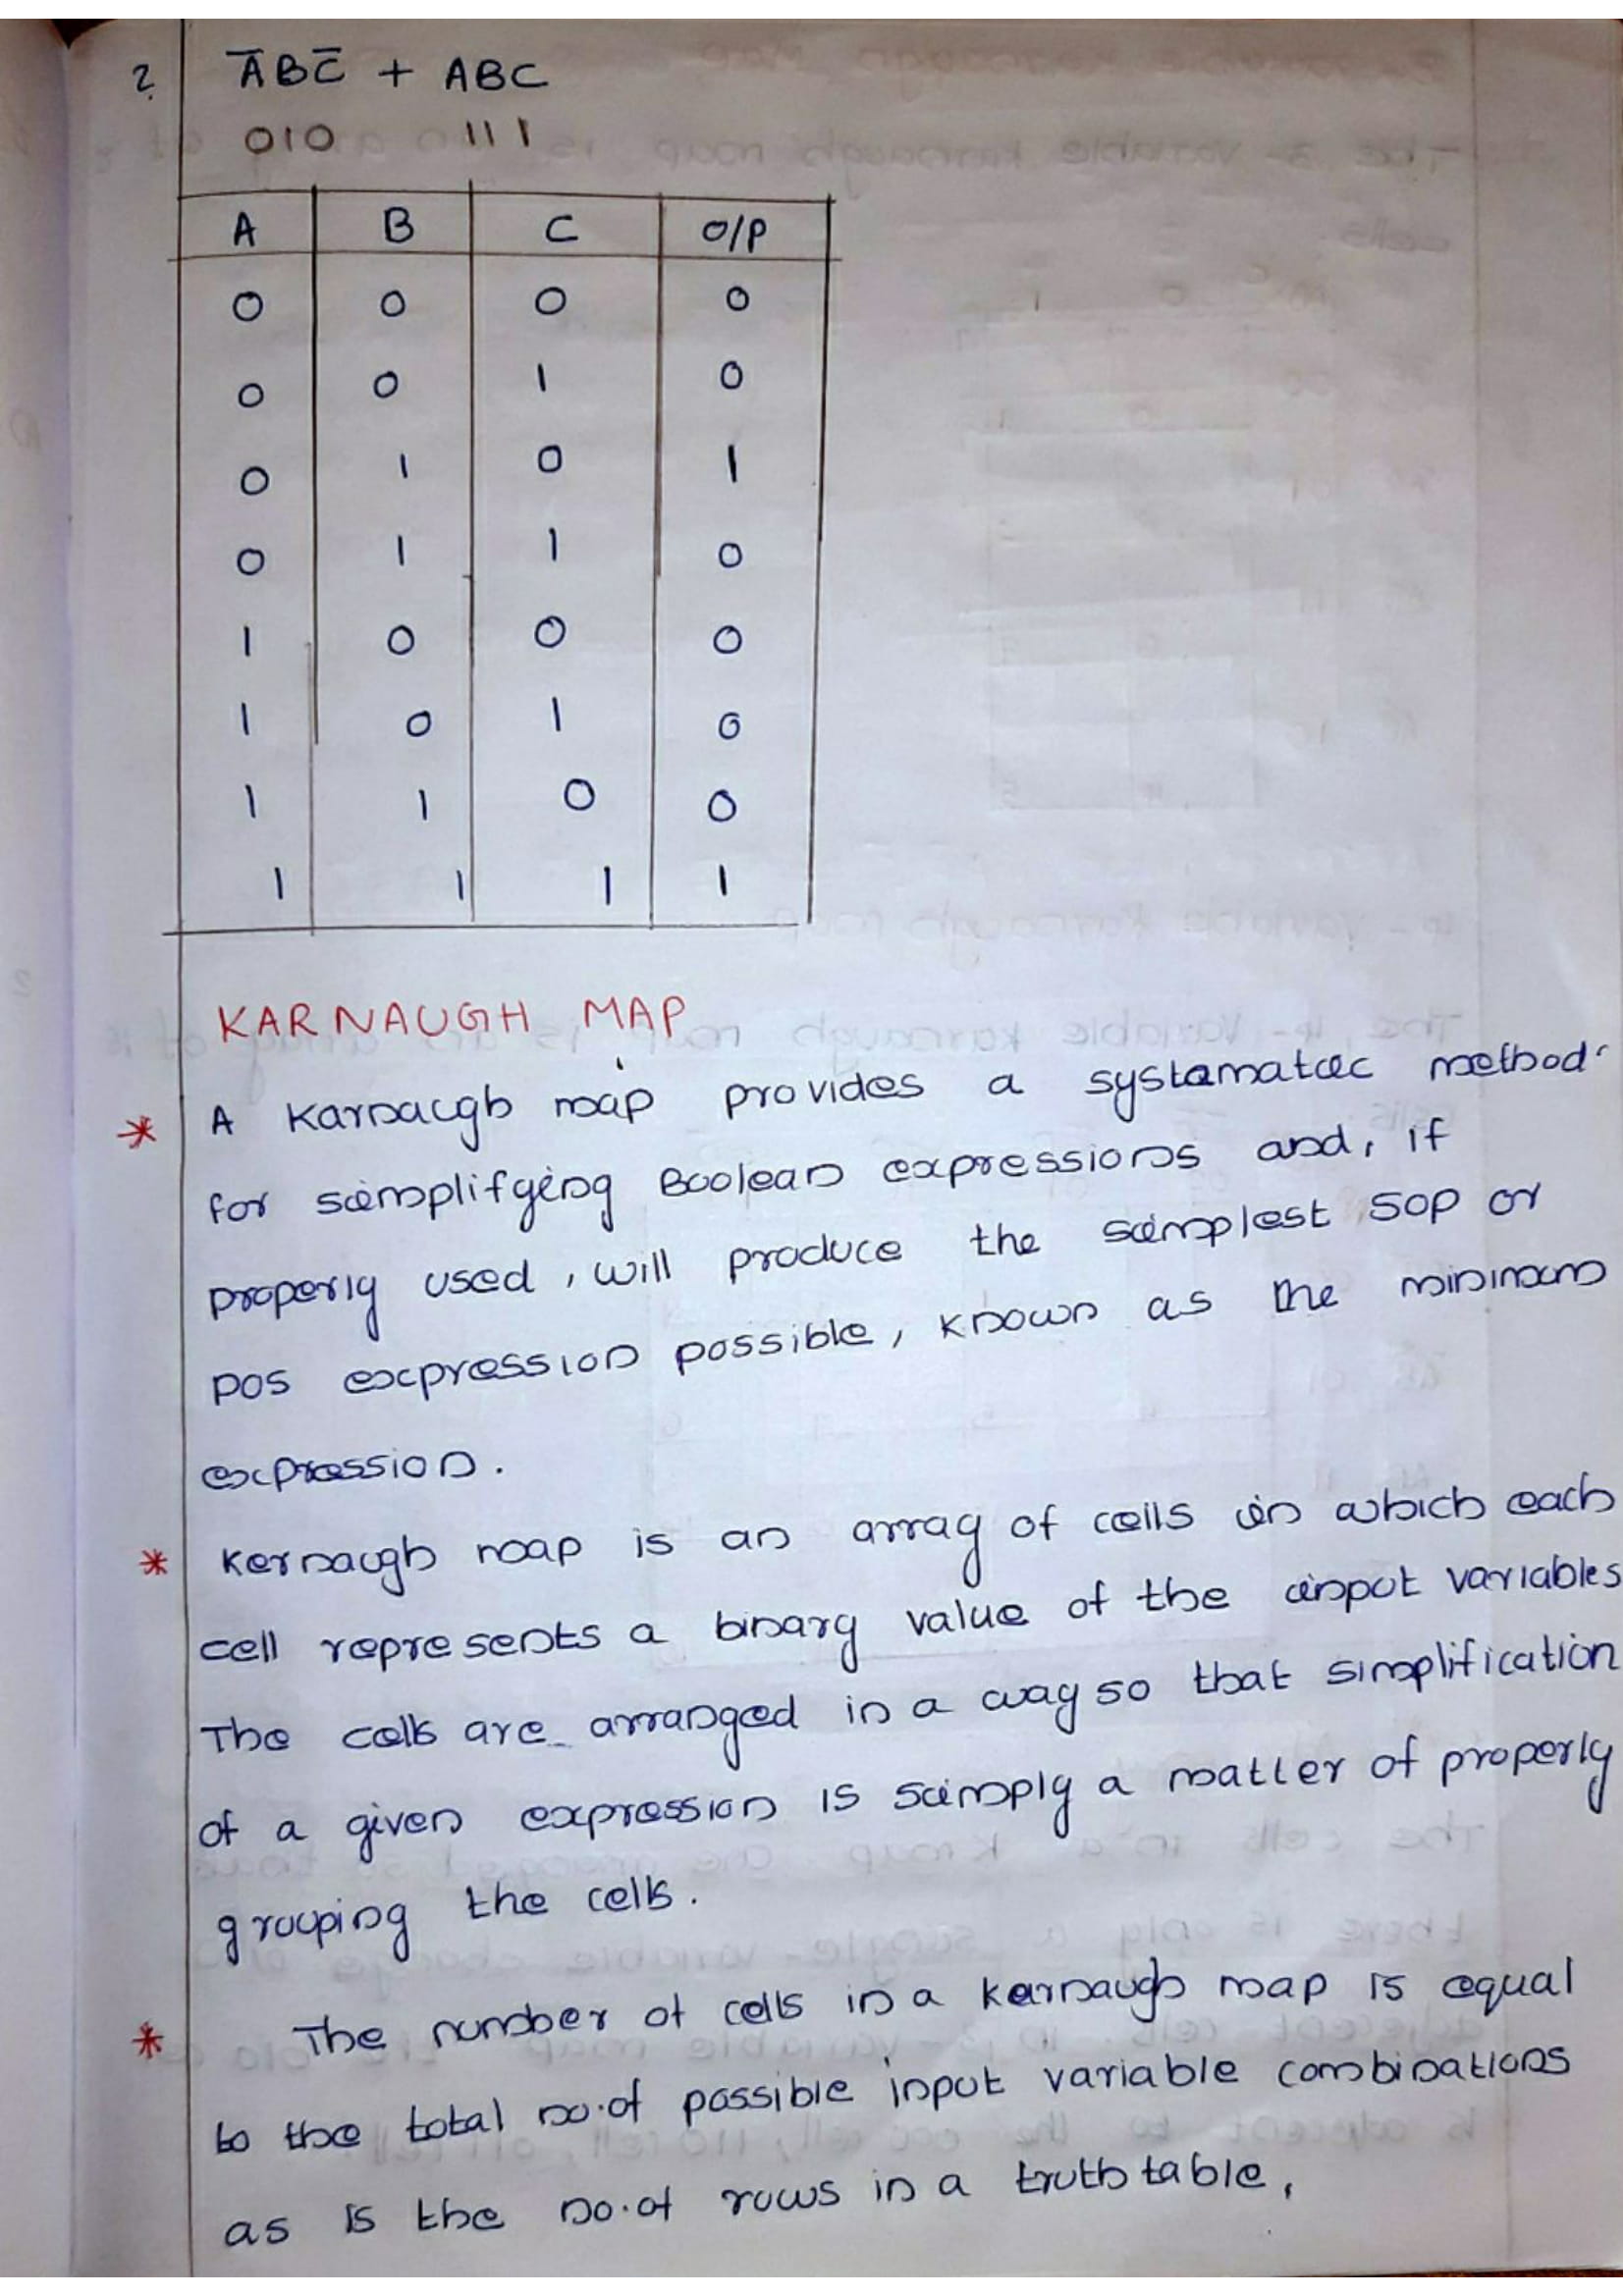 2. A̅BC̅ + ABC
010 111
A B C O/P
0 0 0 0
0 0 1 0
0 1 0 1
0 1 1 0
1 0 0 0
1 0 1 0
1 1 0 0
1 1 1 1
KARNAUGH MAP
* A Karnacgh map provides a systamatic method
for simplifying Boolean expressions and, if
properly used, will produce the simplest SOP or
pos expression possible, known as the minimum
expression.
* Kernaugh map is an array of cells in which each
cell represents a binary value of the input variables
The cells are arranged in a way so that simplification
of a given expression is simply a matter of properly
grouping the cells.
* The number of cells in a karnaugh map is equal
to the total no.of possible input variable combinations
as is the no.of rows in a truth table,